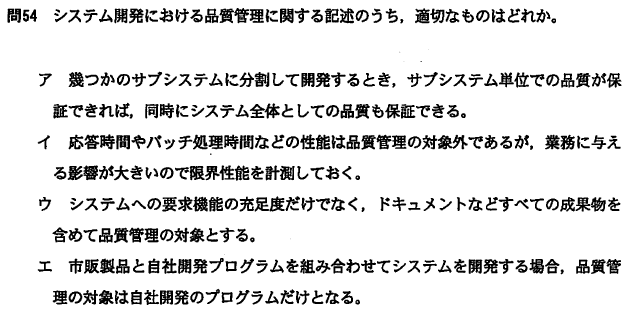 問54 システム開発における品質管理に関する記述のうち，適切なものはどれか。
ア 幾つかのサブシステムに分割して開発するとき，サブシステム単位での品質が保
証できれば，同時にシステム全体としての品質も保証できる。
イ 応答時間やバッチ処理時間などの性能は品質管理の対象外であるが，業務に与え
る影響が大きいので限界性能を計測しておく。
ウ システムへの要求機能の充足度だけでなく，ドキュメントなどすべての成果物を
含めて品質管理の対象とする。
エ 市販製品と自社開発プログラムを組み合わせてシステムを開発する場合，品質管
理の対象は自社開発のプログラムだけとなる。